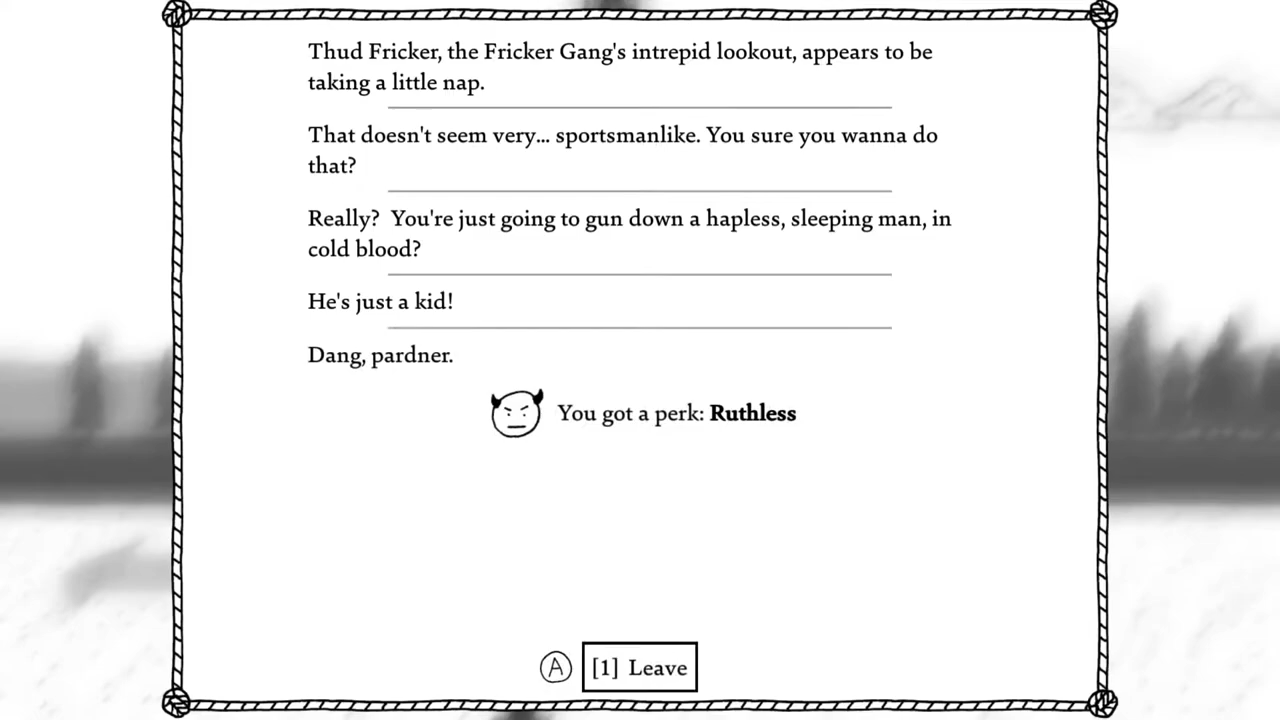 Thud Fricker, the Fricker Gang's intrepid lookout, appears to be
taking a little nap.
That doesn't seem very... sportsmanlike. You sure you wanna do
that?
Really?  You're just going to gun down a hapless, sleeping man, in
cold blood?
He's just a kid!
Dang, pardner.
You got a perk: Ruthless
A [1] Leave